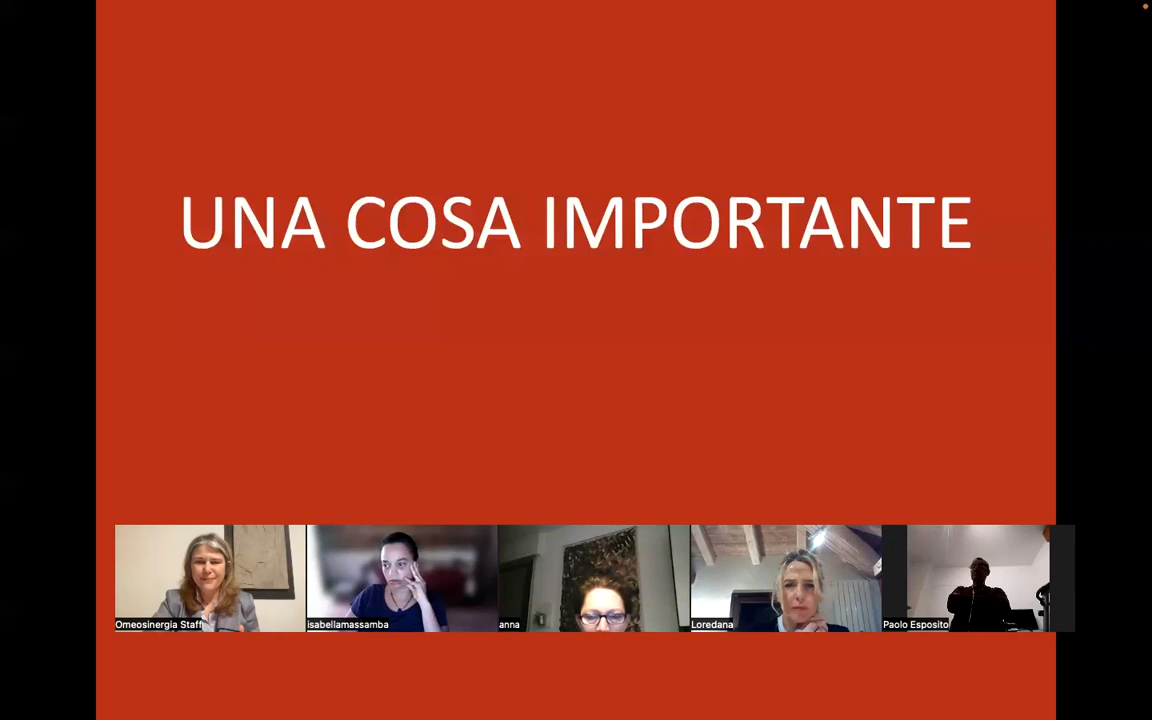 UNA COSA IMPORTANTE
Omeosinergia Staff
isabellamassamba
anna
Loredana
Paolo Esposito